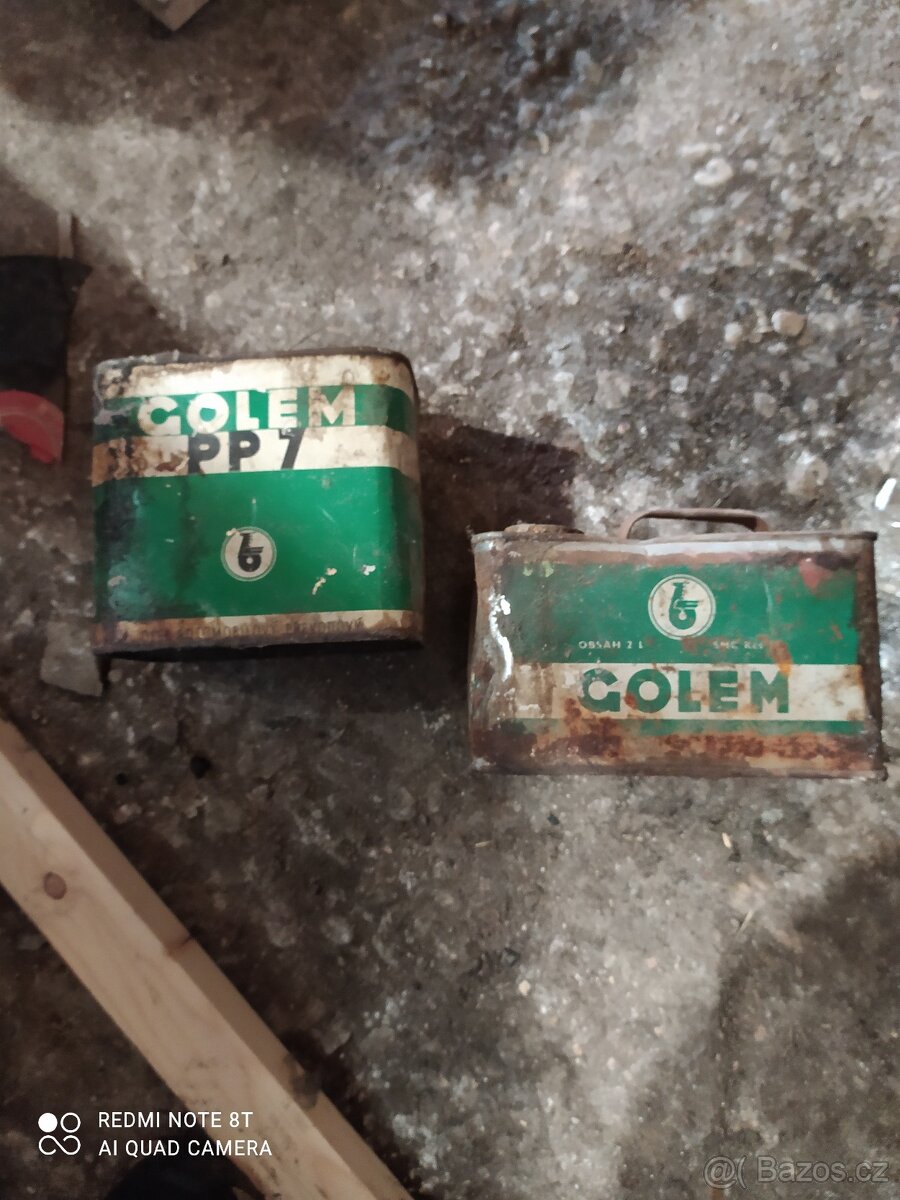 GOLEM
PP 7
OBSAH 2 L
GOLEM
REDMI NOTE 8T
AI QUAD CAMERA
@( Bazos.cz